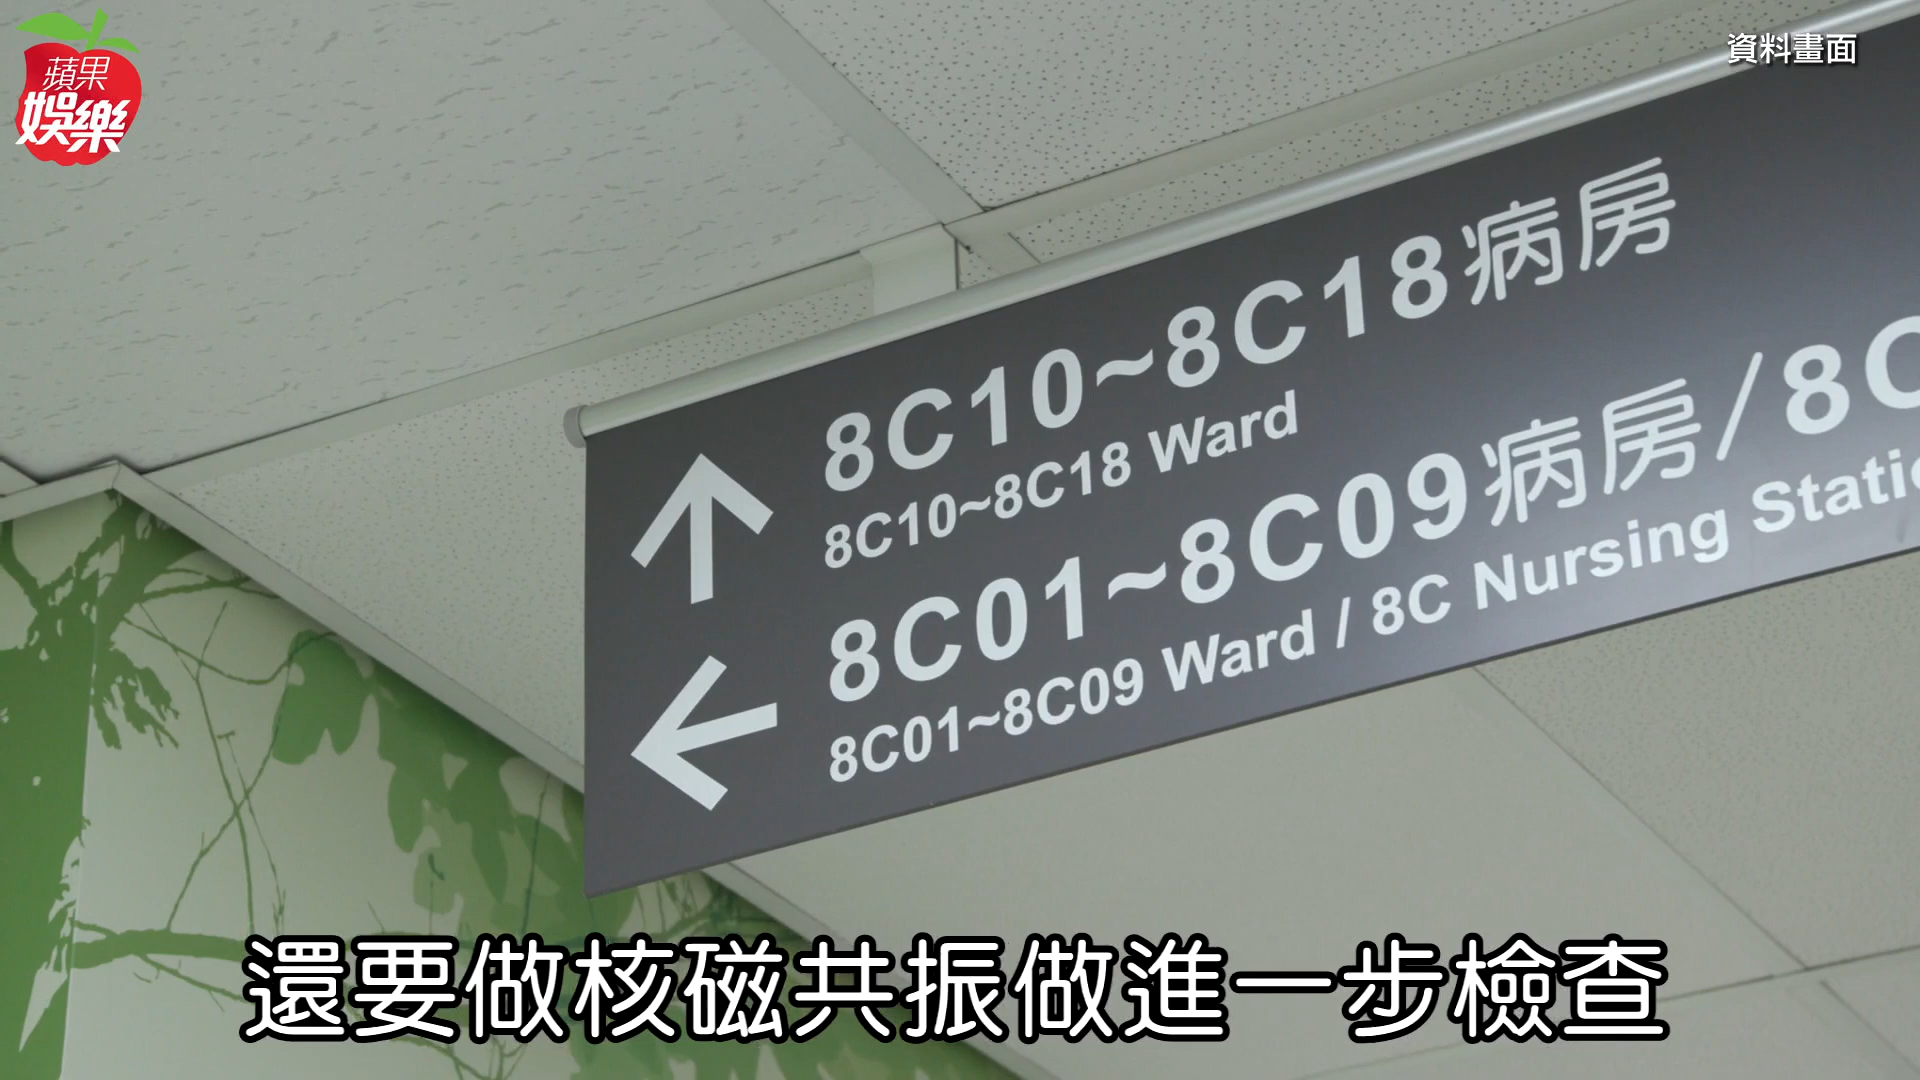 蘋果
娛樂
資料畫面
8C10~8C18病房
8C10~8C18 Ward
8C01~8C09病房/8C
8C01~8C09 Ward / 8C Nursing Stati
還要做核磁共振做進一步檢查